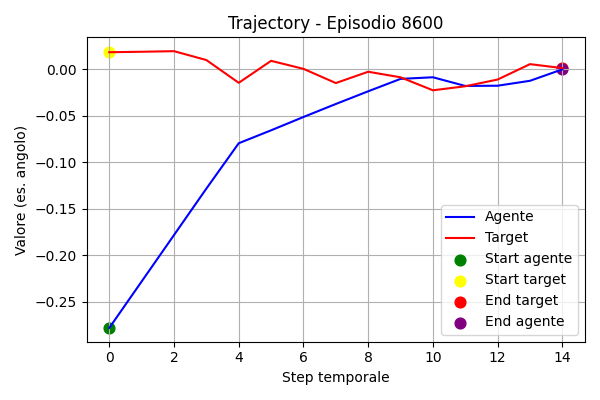 Trajectory - Episodio 8600
Valore (es. angolo)
0.00
−0.05
−0.10
−0.15
−0.20
−0.25
Agente
Target
Start agente
Start target
End target
End agente
0 2 4 6 8 10 12 14
Step temporale